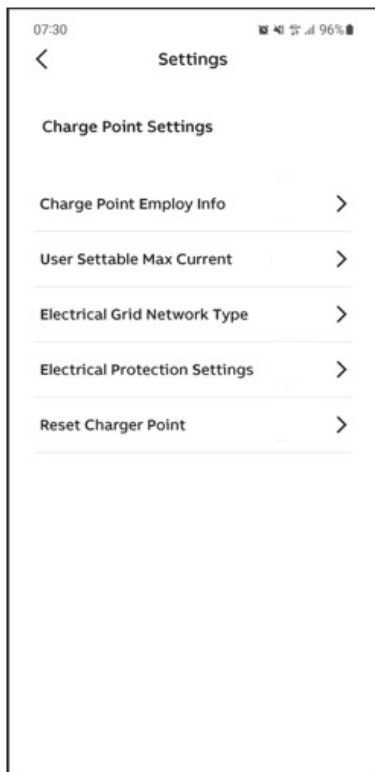 07:30 96%
Settings
Charge Point Settings
Charge Point Employ Info
User Settable Max Current
Electrical Grid Network Type
Electrical Protection Settings
Reset Charger Point